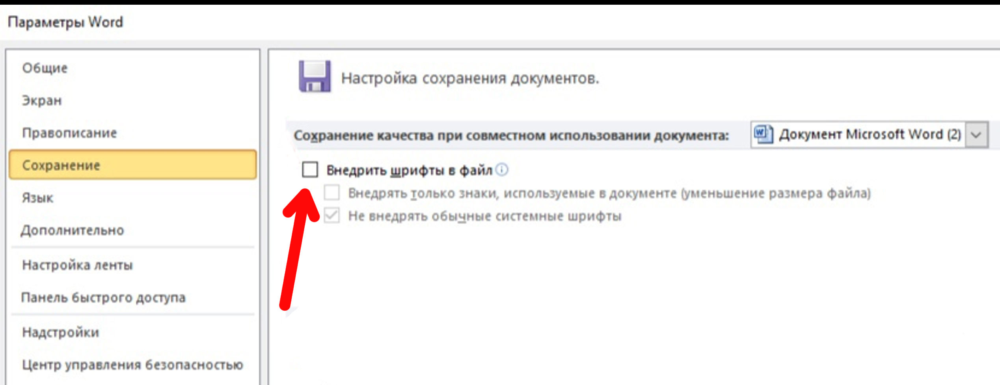 Параметры Word
Общие
Экран
Правописание
Сохранение
Язык
Дополнительно
Настройка ленты
Панель быстрого доступа
Надстройки
Центр управления безопасностью
Настройка сохранения документов.
Сохранение качества при совместном использовании документа: Документ Microsoft Word (2)
Внедрить шрифты в файл
Внедрять только знаки, используемые в документе (уменьшение размера файла)
Не внедрять обычные системные шрифты